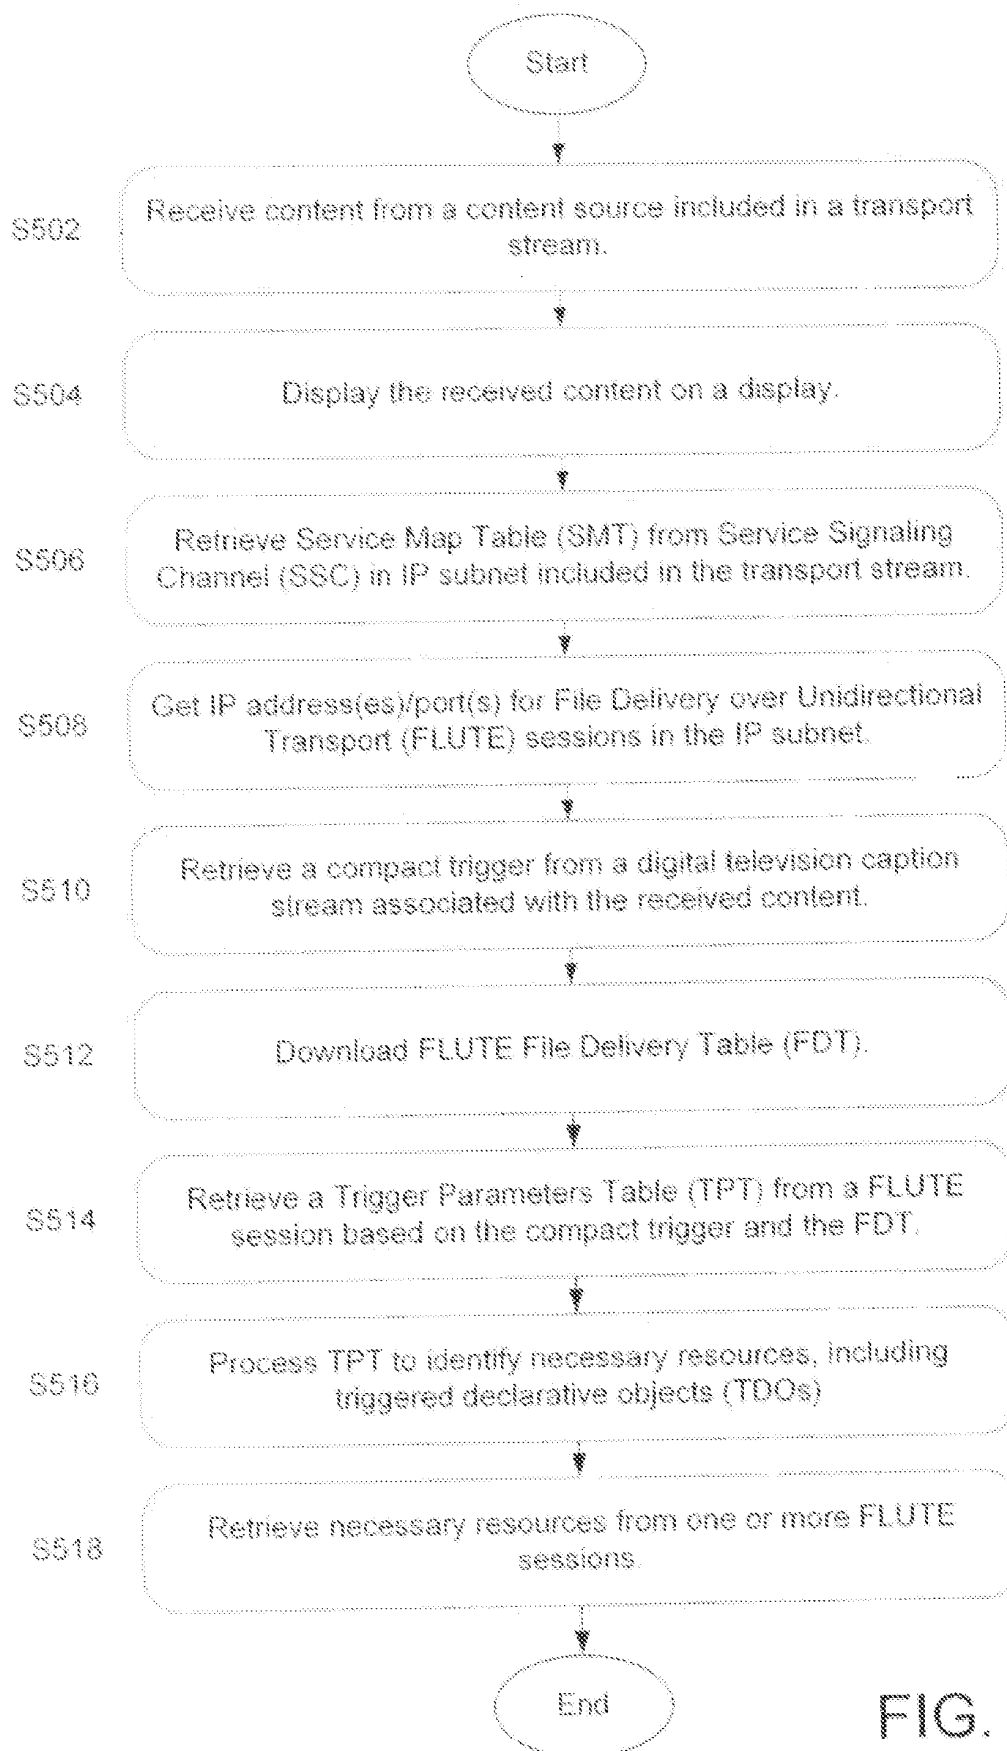 Start
S502
Receive content from a content source included in a transport
stream.
S504
Display the received content on a display.
S506
Retrieve Service Map Table (SMT) from Service Signaling
Channel (SSC) in IP subnet included in the transport stream.
S508
Get IP address(es)/port(s) for File Delivery over Unidirectional
Transport (FLUTE) sessions in the IP subnet.
S510
Retrieve a compact trigger from a digital television caption
stream associated with the received content.
S512
Download FLUTE File Delivery Table (FDT).
S514
Retrieve a Trigger Parameters Table (TPT) from a FLUTE
session based on the compact trigger and the FDT.
S516
Process TPT to identify necessary resources, including
triggered declarative objects (TDOs)
S518
Retrieve necessary resources from one or more FLUTE
sessions.
End
FIG.